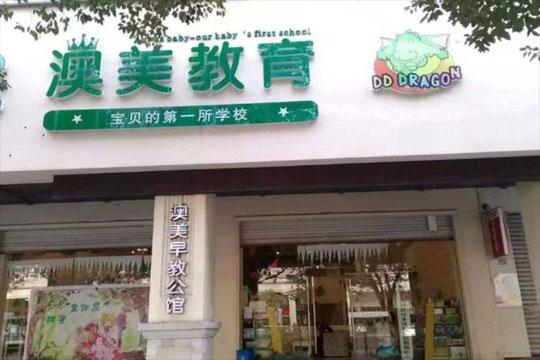 baby-our baby 's first school
澳美教育
宝贝的第一所学校
DD DRAGON
澳美早教公馆